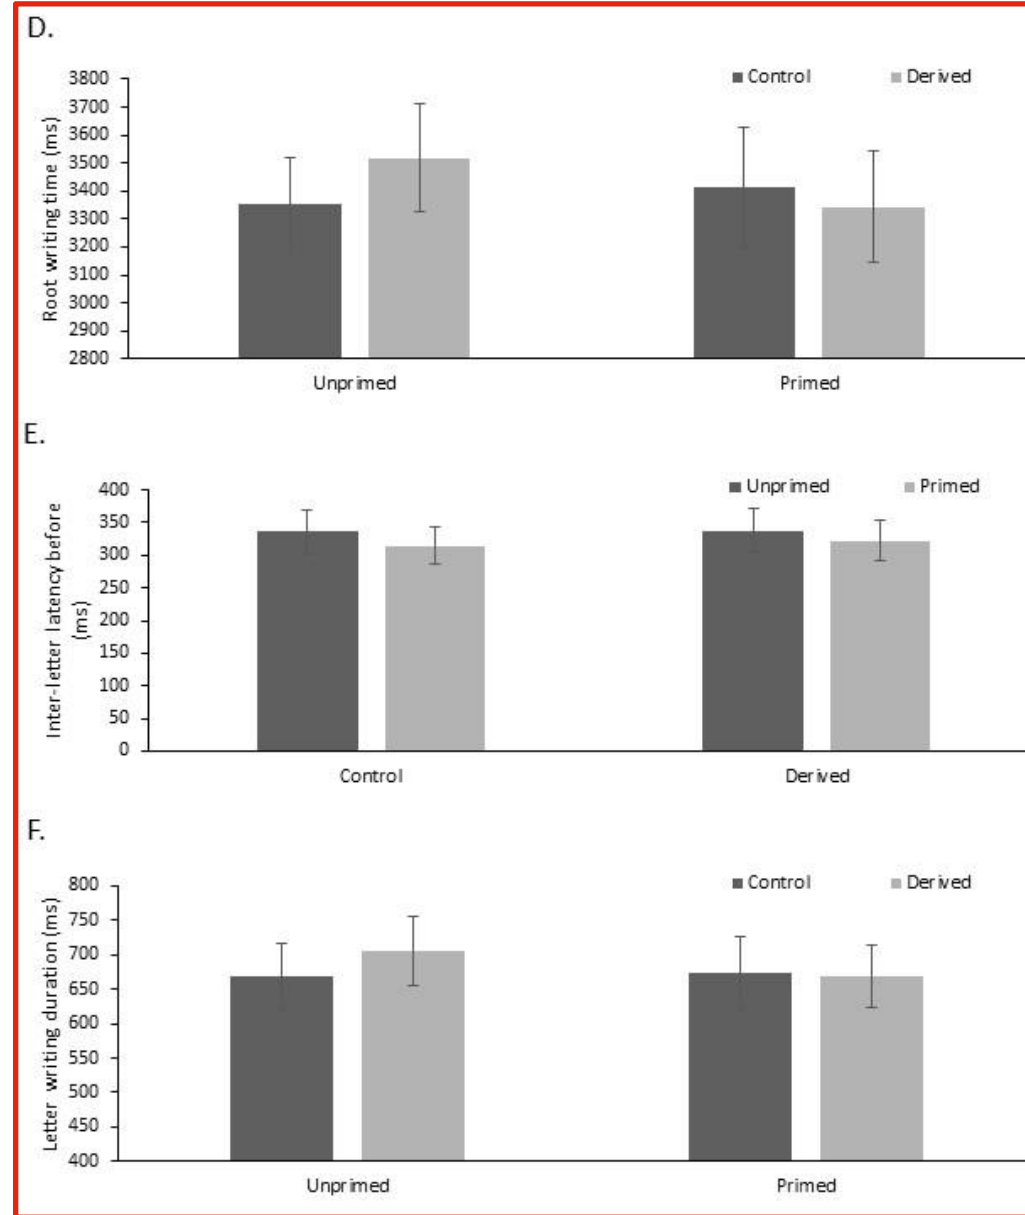 D.
Control Derived
Root writing time (ms)
3800
3700
3600
3500
3400
3300
3200
3100
3000
2900
2800
Unprimed Primed
E.
Unprimed Primed
Inter-letter latency before
(ms)
400
350
300
250
200
150
100
50
0
Control Derived
F.
Control Derived
Letter writing duration (ms)
800
750
700
650
600
550
500
450
400
Unprimed Primed